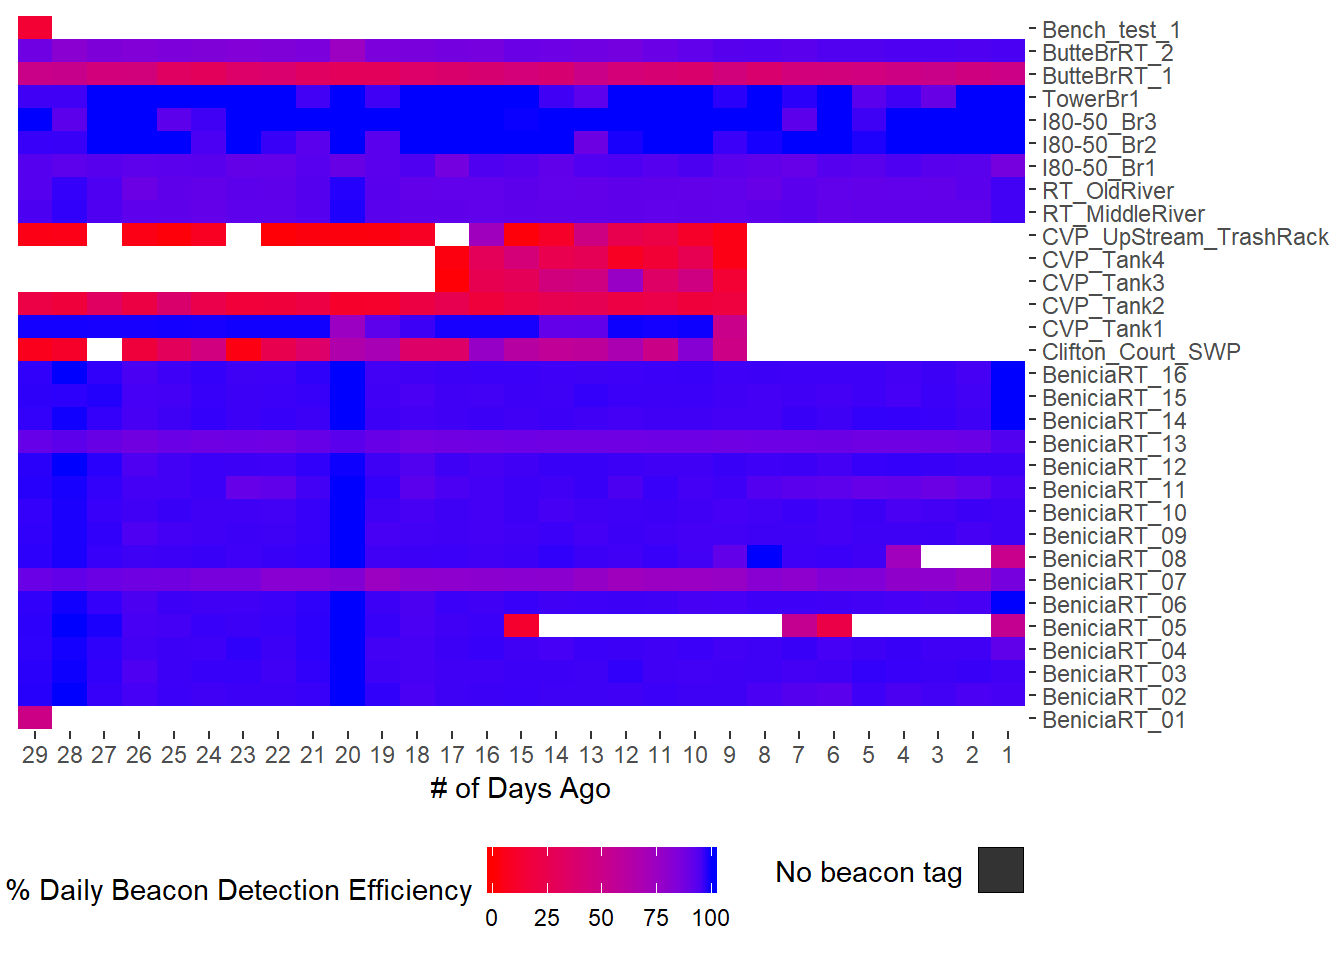 Bench_test_1
ButteBrRT_2
ButteBrRT_1
TowerBr1
I80-50_Br3
I80-50_Br2
I80-50_Br1
RT_OldRiver
RT_MiddleRiver
CVP_UpStream_TrashRack
CVP_Tank4
CVP_Tank3
CVP_Tank2
CVP_Tank1
Clifton_Court_SWP
BeniciaRT_16
BeniciaRT_15
BeniciaRT_14
BeniciaRT_13
BeniciaRT_12
BeniciaRT_11
BeniciaRT_10
BeniciaRT_09
BeniciaRT_08
BeniciaRT_07
BeniciaRT_06
BeniciaRT_05
BeniciaRT_04
BeniciaRT_03
BeniciaRT_02
BeniciaRT_01
29 28 27 26 25 24 23 22 21 20 19 18 17 16 15 14 13 12 11 10 9 8 7 6 5 4 3 2 1
# of Days Ago
% Daily Beacon Detection Efficiency
0 25 50 75 100
No beacon tag